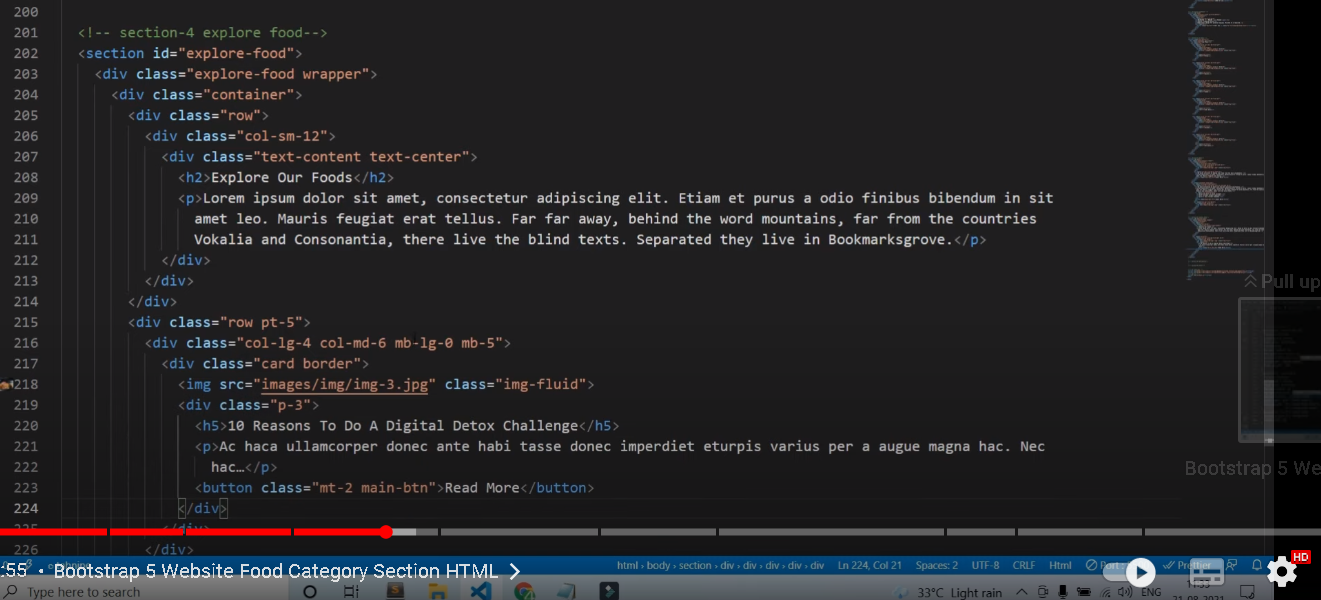 200
201 <!-- section-4 explore food-->
202 <section id="explore-food">
203 <div class="explore-food wrapper">
204 <div class="container">
205 <div class="row">
206 <div class="col-sm-12">
207 <div class="text-content text-center">
208 <h2>Explore Our Foods</h2>
209 <p>Lorem ipsum dolor sit amet, consectetur adipiscing elit. Etiam et purus a odio finibus bibendum in sit
210 amet leo. Mauris feugiat erat tellus. Far far away, behind the word mountains, far from the countries
211 Vokalia and Consonantia, there live the blind texts. Separated they live in Bookmarksgrove.</p>
212 </div>
213 </div>
214 </div>
215 <div class="row pt-5">
216 <div class="col-lg-4 col-md-6 mb-lg-0 mb-5">
217 <div class="card border">
218 <img src="images/img/img-3.jpg" class="img-fluid">
219 <div class="p-3">
220 <h5>10 Reasons To Do A Digital Detox Challenge</h5>
221 <p>Ac haca ullamcorper donec ante habi tasse donec imperdiet eturpis varius per a augue magna hac. Nec
222 hac…</p>
223 <button class="mt-2 main-btn">Read More</button>
224 </div>
225 </div>
226 </div>
Pull up
Bootstrap 5 We
:55 • Bootstrap 5 Website Food Category Section HTML
html › body › section › div › div › div › div › div Ln 224, Col 21 Spaces: 2 UTF-8 CRLF Html Port Prettier
HD
Type here to search
33°C Light rain ENG 11:53
21-08-2021